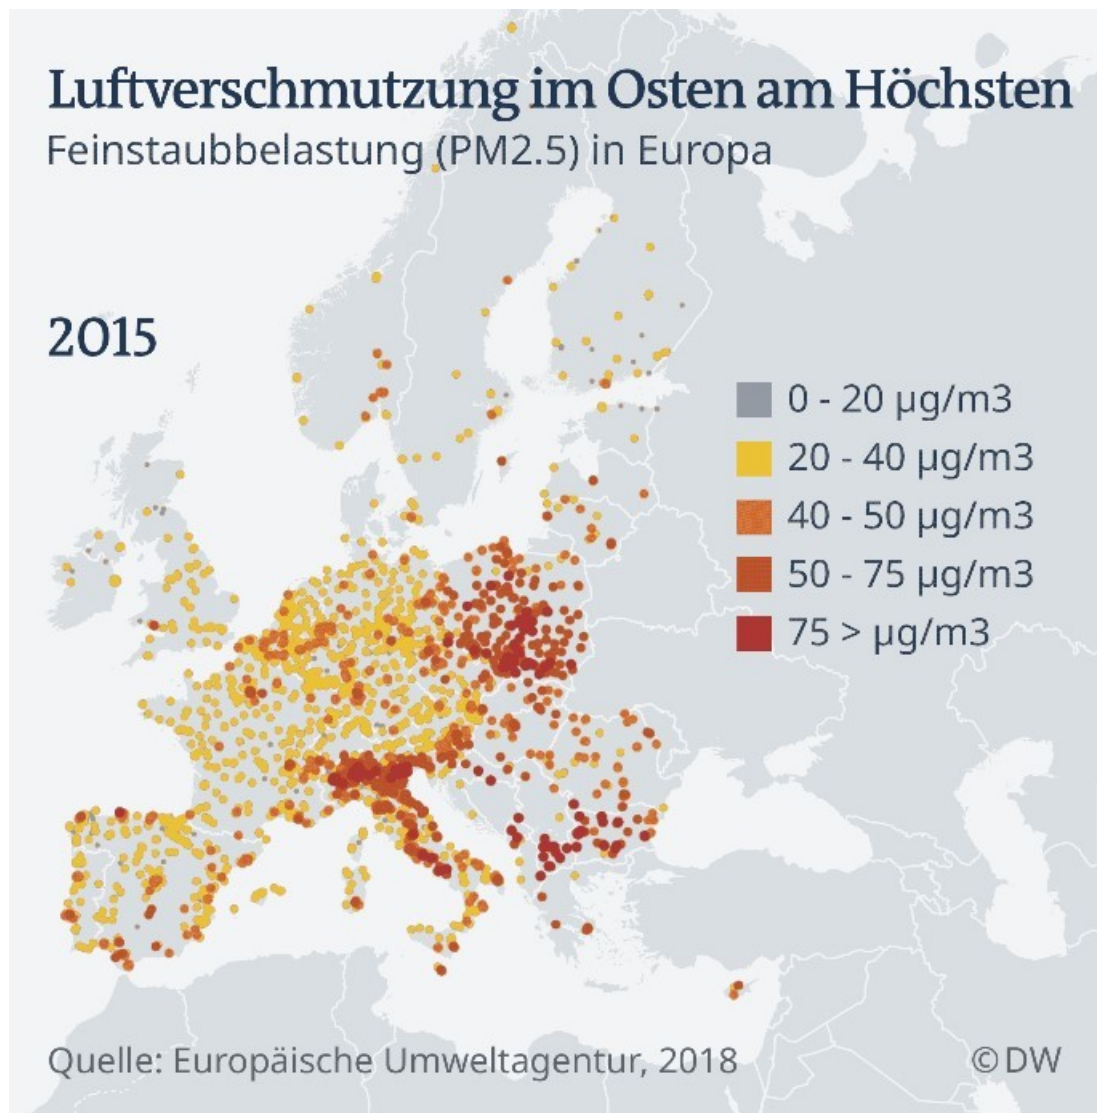 Luftverschmutzung im Osten am Höchsten
Feinstaubbelastung (PM2.5) in Europa
2015
0 - 20 µg/m3
20 - 40 µg/m3
40 - 50 µg/m3
50 - 75 µg/m3
75 > µg/m3
Quelle: Europäische Umweltagentur, 2018
©DW